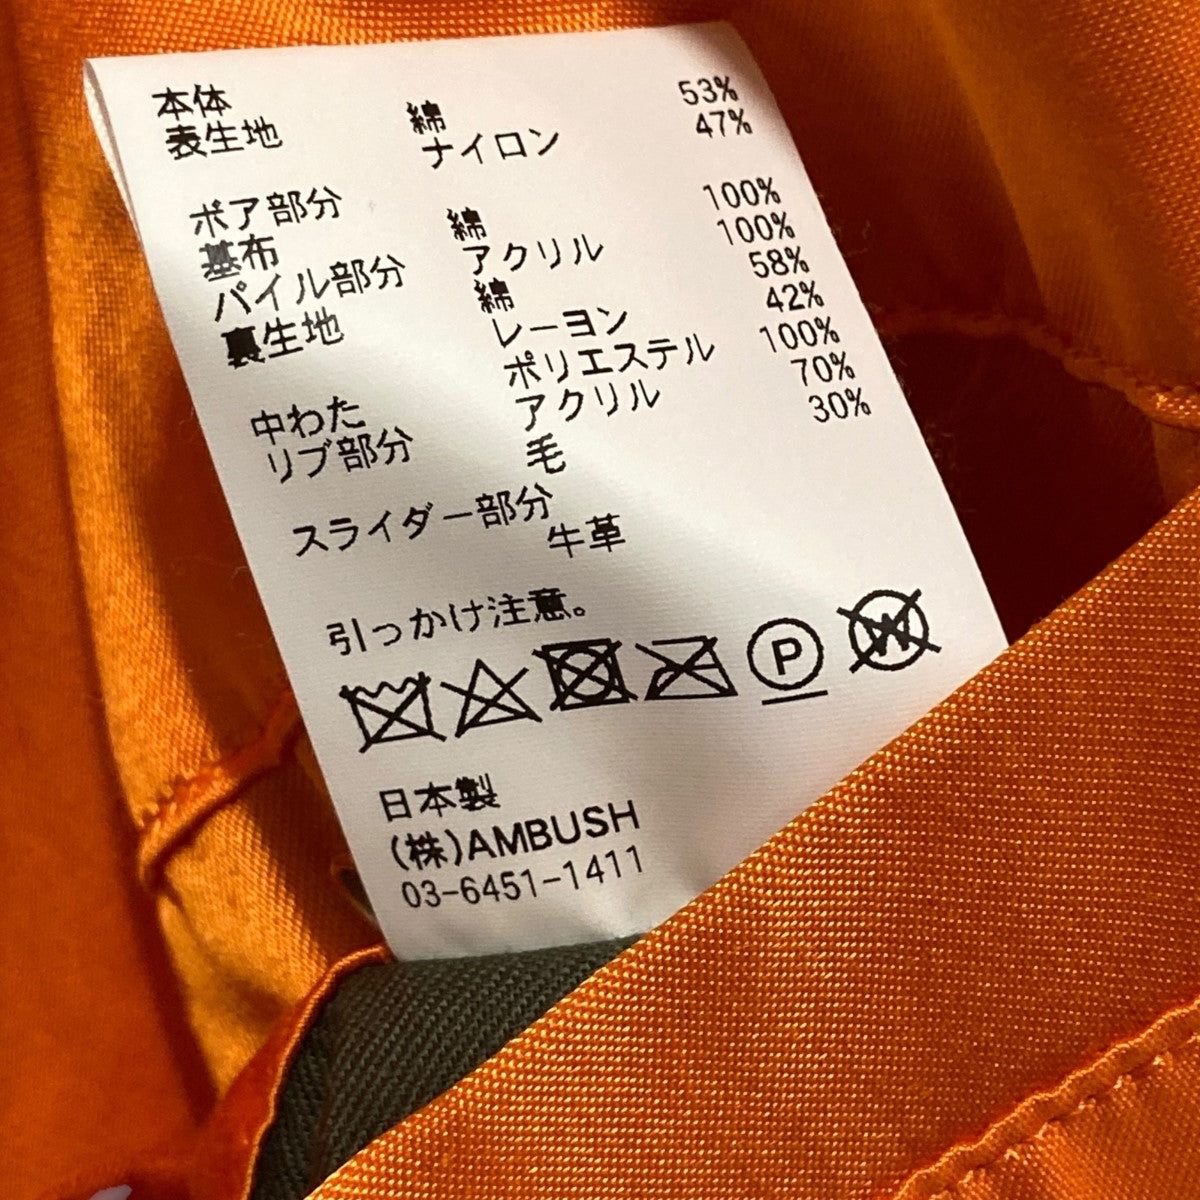 本体
表生地 綿 53%
ナイロン 47%
ボア部分
基布 綿 100%
パイル部分 アクリル 100%
裏生地 綿 58%
レーヨン 42%
中わた ポリエステル 100%
リブ部分 アクリル 70%
毛 30%
スライダー部分
牛革
引っかけ注意。
P
W
日本製
(株)AMBUSH
03-6451-1411